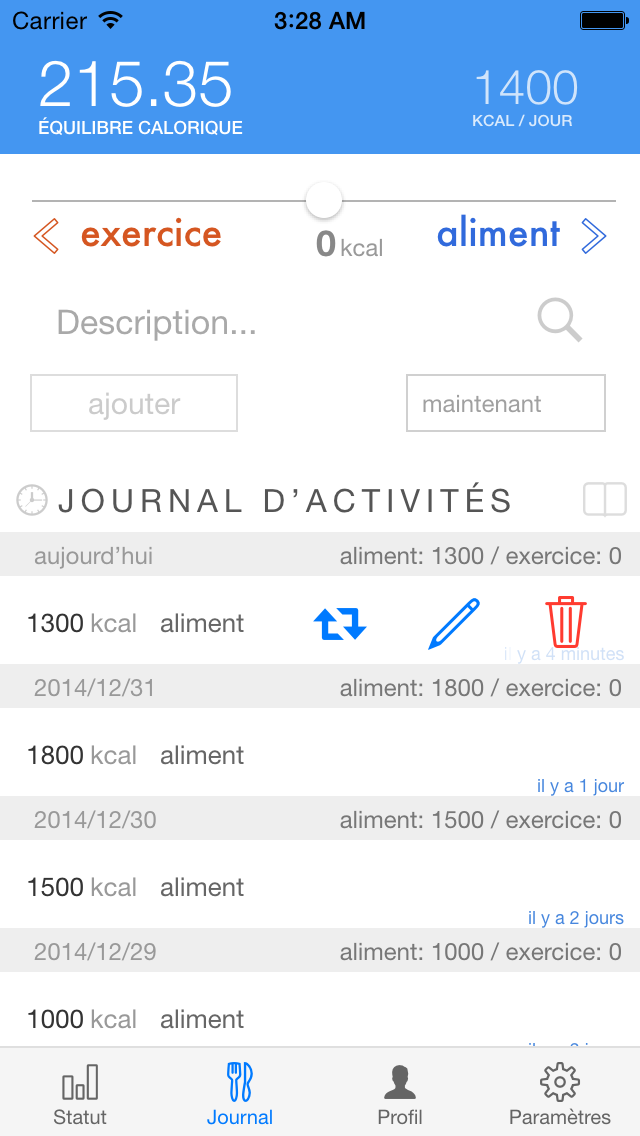 Carrier 3:28 AM
215.35 1400
ÉQUILIBRE CALORIQUE KCAL / JOUR
exercice 0 kcal aliment
Description...
ajouter maintenant
JOURNAL D’ACTIVITÉS
aujourd’hui aliment: 1300 / exercice: 0
1300 kcal aliment
il y a 4 minutes
2014/12/31 aliment: 1800 / exercice: 0
1800 kcal aliment
il y a 1 jour
2014/12/30 aliment: 1500 / exercice: 0
1500 kcal aliment
il y a 2 jours
2014/12/29 aliment: 1000 / exercice: 0
1000 kcal aliment
Statut Journal Profil Paramètres